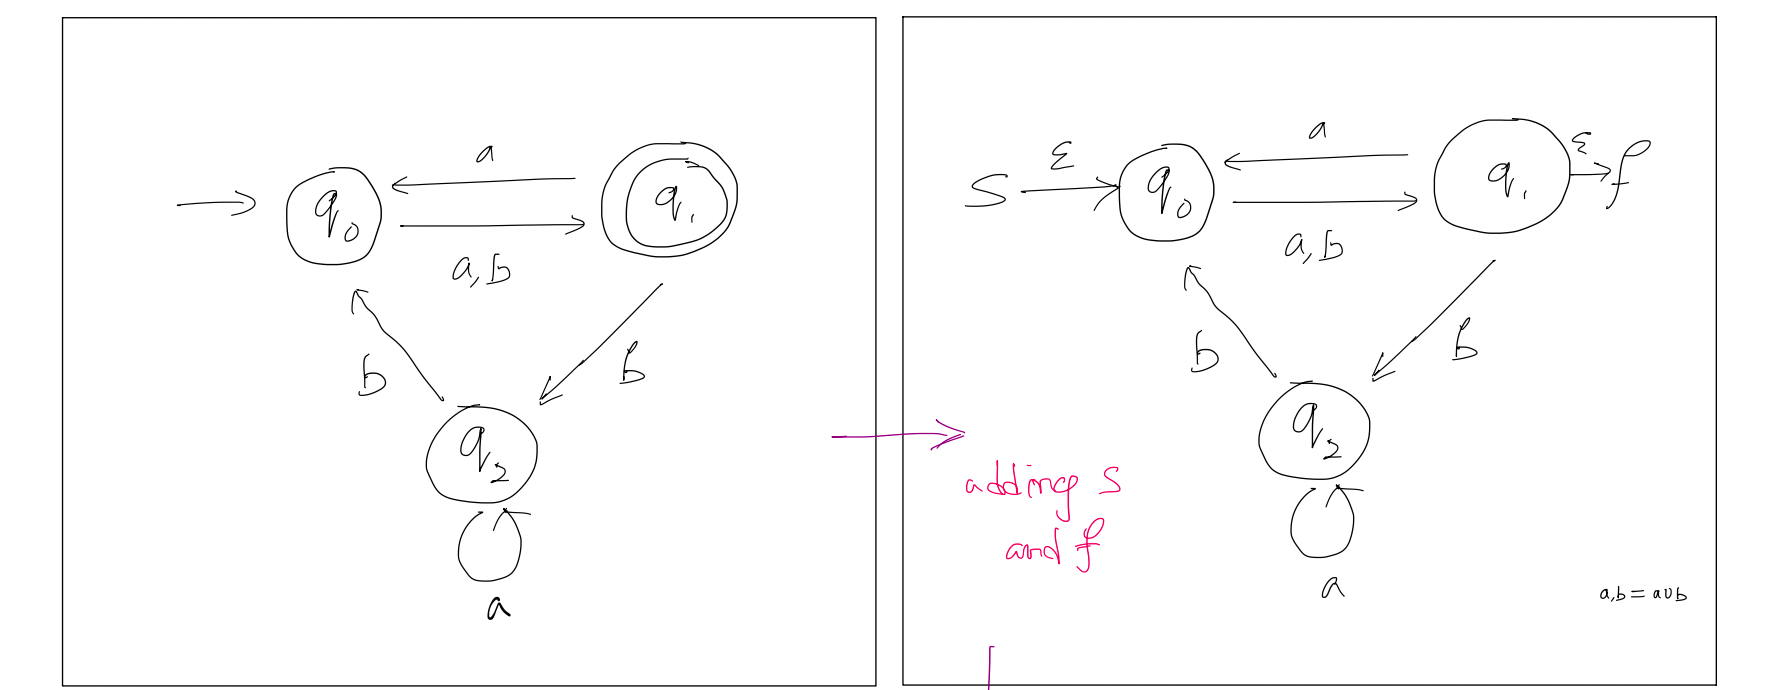 a
q₀
q₁
a, b
b
b
q₂
a
a
ε
ε
S
q₀
q₁
f
a, b
b
b
q₂
adding S
and f
a
a,b = a∪b